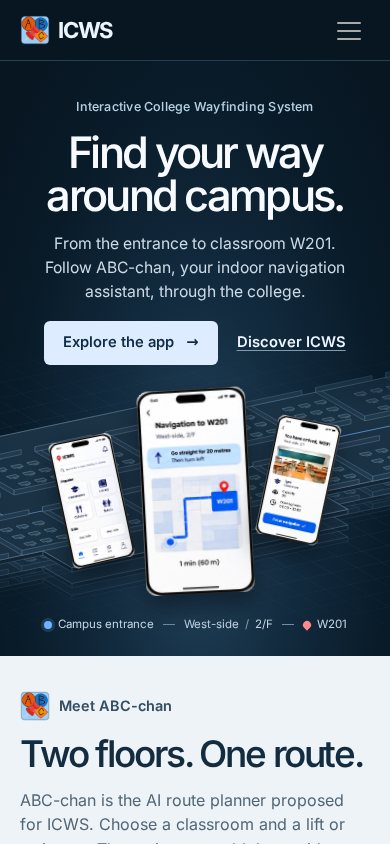 ICWS
Interactive College Wayfinding System
Find your way
around campus.
From the entrance to classroom W201.
Follow ABC-chan, your indoor navigation
assistant, through the college.
Explore the app →
Discover ICWS
Navigation to W201
West-side, 2/F
Go straight for 20 metres
Then turn left
W201
1 min (60 m)
ICWS
You have arrived, W201
Campus entrance — West-side / 2/F — W201
Meet ABC-chan
Two floors. One route.
ABC-chan is the AI route planner proposed
for ICWS. Choose a classroom and a lift or